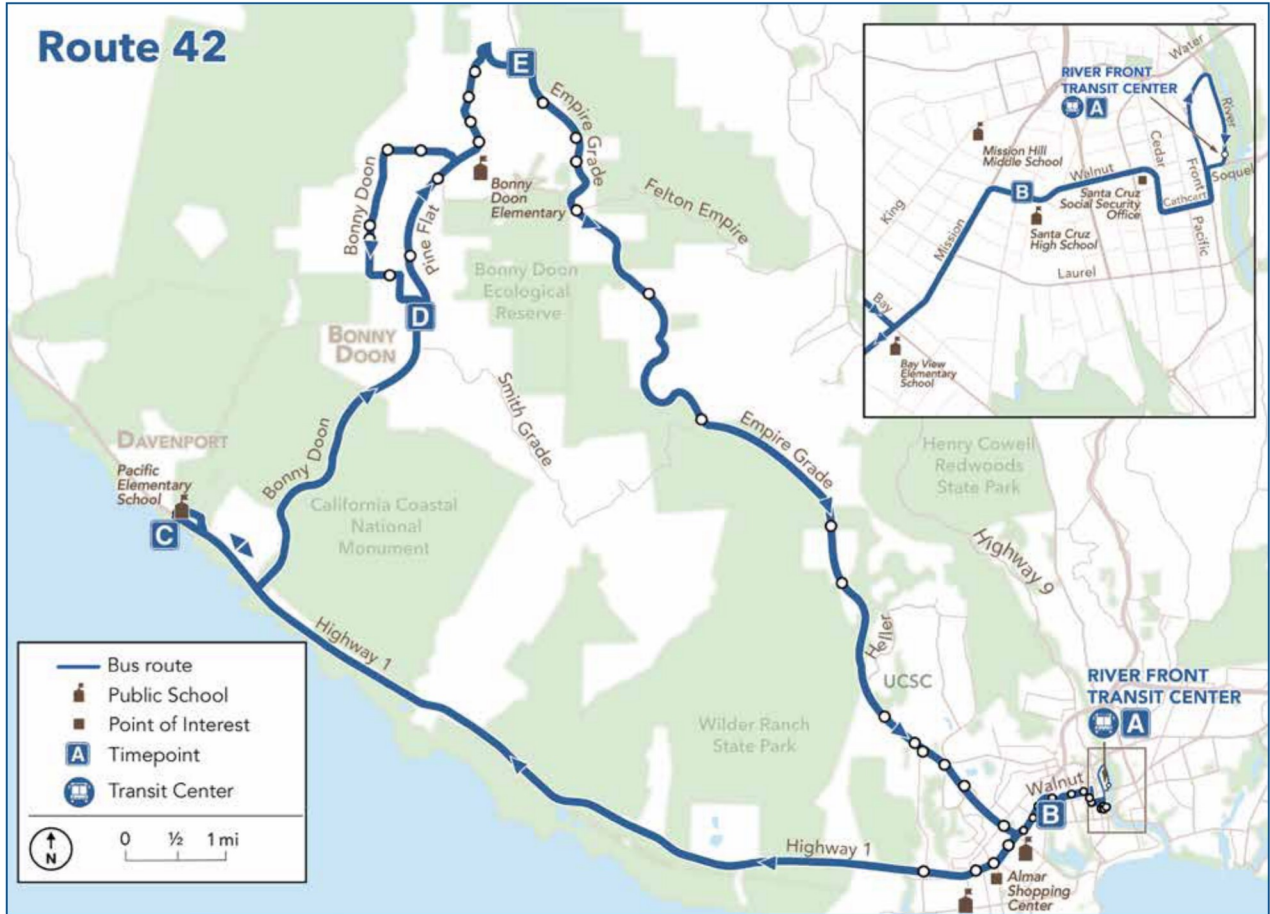 Route 42
E
Empire Grade
Bonny Doon
Bonny
Doon
Elementary
Pine Flat
Felton Empire
Bonny Doon
Ecological
Reserve
D
BONNY
DOON
Smith Grade
DAVENPORT
Pacific
Elementary
School
C
Bonny Doon
California Coastal
National
Monument
Empire Grade
Henry Cowell
Redwoods
State Park
Highway 9
Highway 1
Heller
UCSC
Wilder Ranch
State Park
RIVER FRONT
TRANSIT CENTER
A
Walnut
B
Highway 1
Almar
Shopping
Center
Bus route
Public School
Point of Interest
A Timepoint
Transit Center
N
0 ½ 1 mi
Water
RIVER FRONT
TRANSIT CENTER
A
River
Mission Hill
Middle School
Cedar
Walnut
Front
Soquel
B
Santa Cruz
Social Security
Office
Cathcart
King
Mission
Santa Cruz
High School
Pacific
Laurel
Bay
Bay View
Elementary
School